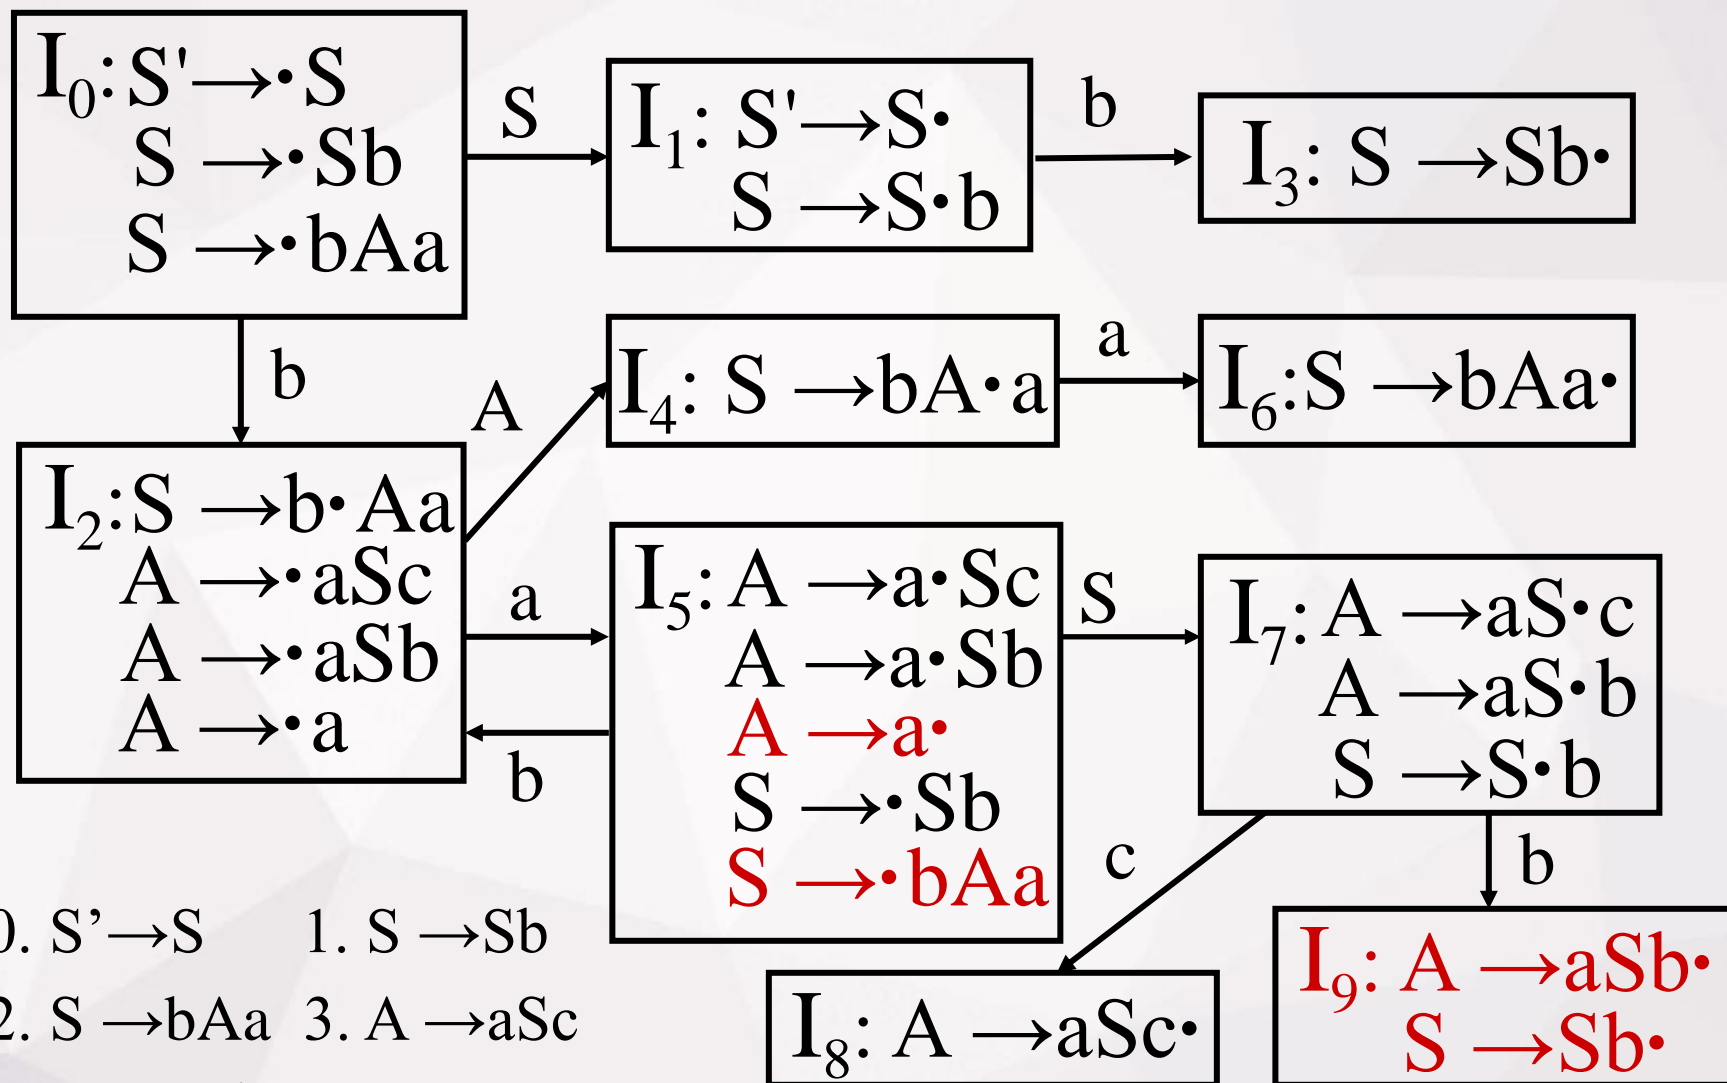 I₀: S' →·S
S →·Sb
S →·bAa
S
I₁: S'→S·
S →S·b
b
I₃: S →Sb·
b
A
I₄: S →bA·a
a
I₆:S →bAa·
I₂:S →b·Aa
A →·aSc
A →·aSb
A →·a
a
b
I₅: A →a·Sc
A →a·Sb
A →a·
S →·Sb
S →·bAa
S
I₇: A →aS·c
A →aS·b
S →S·b
c
b
0. S’→S 1. S →Sb
2. S →bAa 3. A →aSc
I₈: A →aSc·
I₉: A →aSb·
S →Sb·